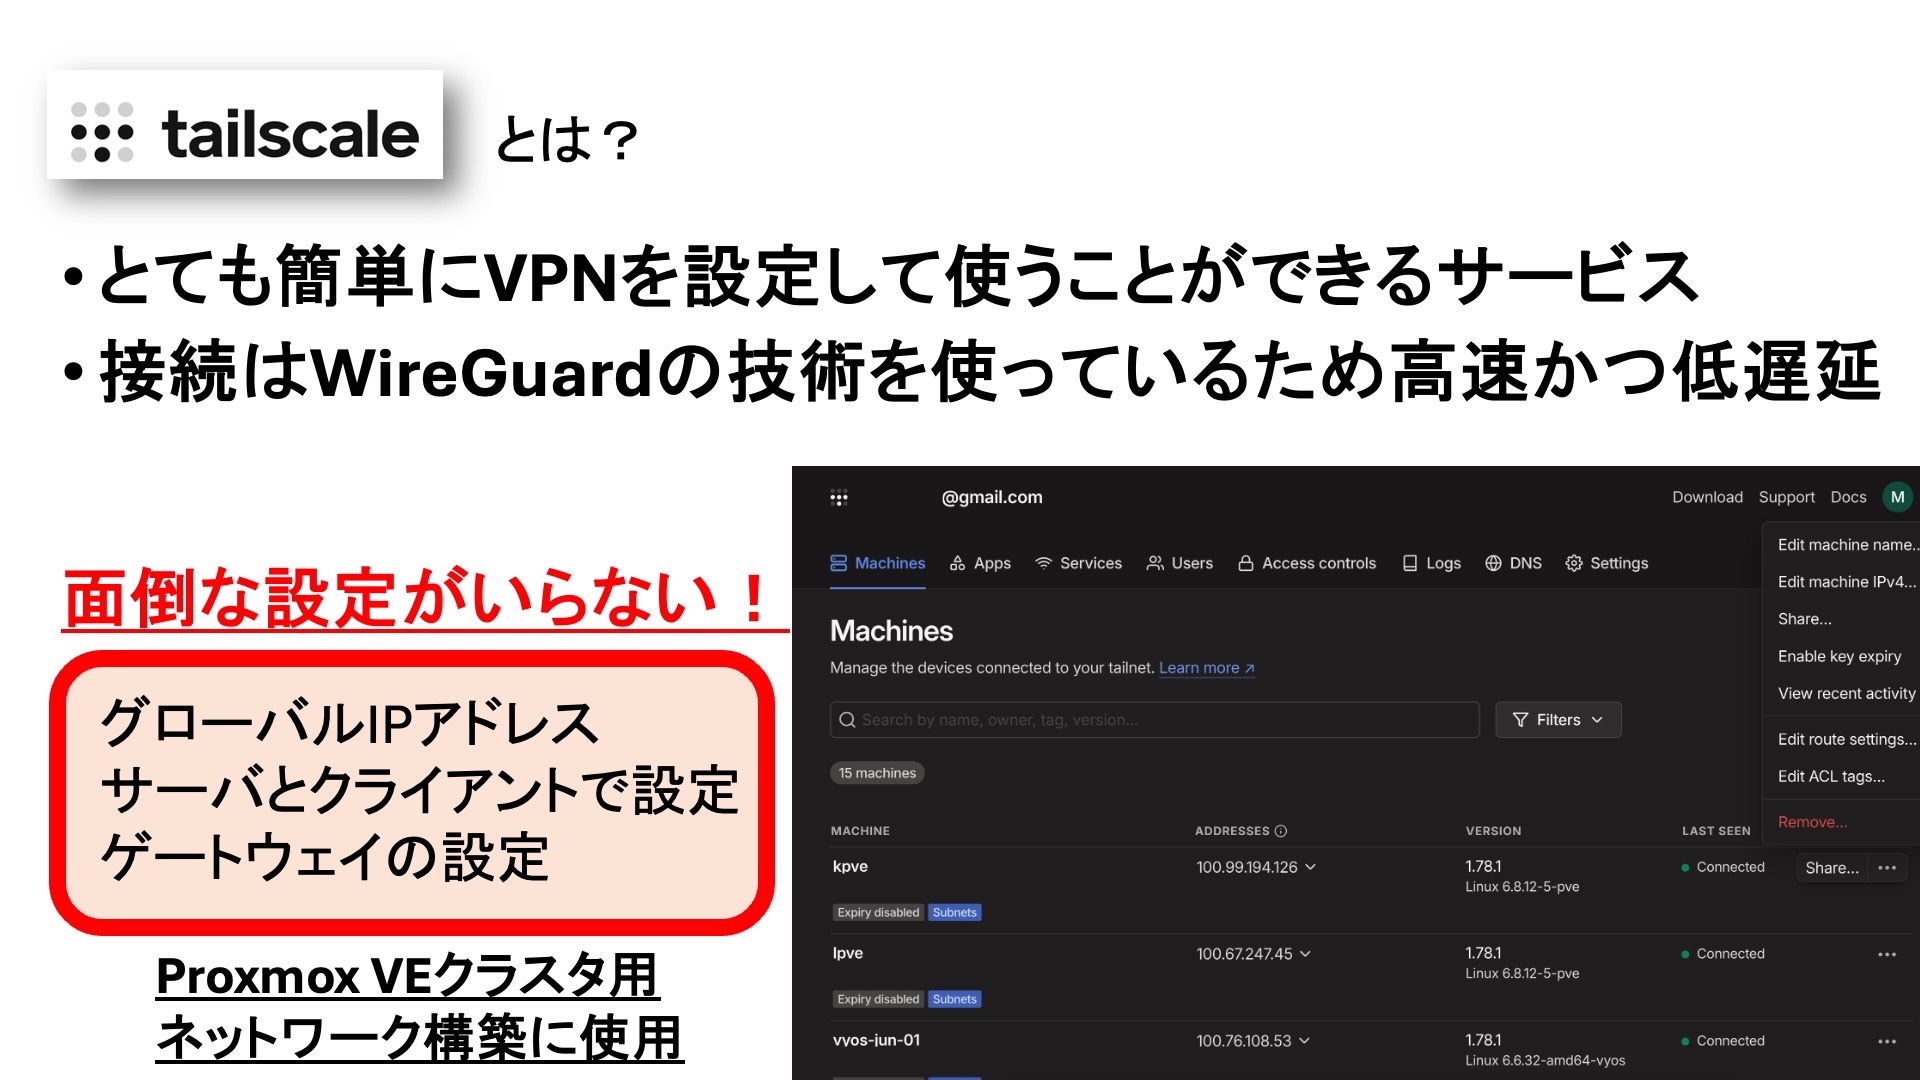 tailscale とは？
• とても簡単にVPNを設定して使うことができるサービス
• 接続はWireGuardの技術を使っているため高速かつ低遅延
面倒な設定がいらない！
グローバルIPアドレス
サーバとクライアントで設定
ゲートウェイの設定
Proxmox VEクラスタ用
ネットワーク構築に使用
@gmail.com
Download Support Docs M
Machines Apps Services Users Access controls Logs DNS Settings
Edit machine name...
Edit machine IPv4...
Share...
Enable key expiry
View recent activity
Edit route settings...
Edit ACL tags...
Remove...
Machines
Manage the devices connected to your tailnet. Learn more ↗
Search by name, owner, tag, version...
Filters
15 machines
MACHINE ADDRESSES VERSION LAST SEEN
kpve 100.99.194.126 1.78.1 Connected Share... •••
Linux 6.8.12-5-pve
Expiry disabled Subnets
lpve 100.67.247.45 1.78.1 Connected •••
Linux 6.8.12-5-pve
Expiry disabled Subnets
vyos-jun-01 100.76.108.53 1.78.1 Connected •••
Linux 6.6.32-amd64-vyos